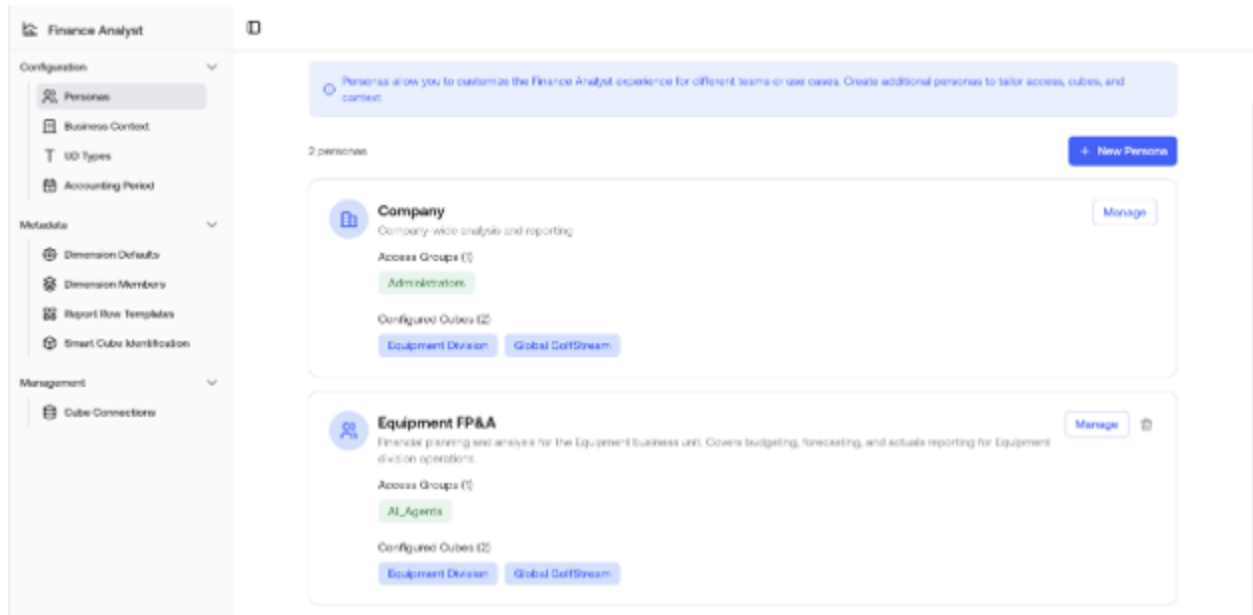 Finance Analyst
Configuration
Personas
Business Context
UD Types
Accounting Period
Metadata
Dimension Defaults
Dimension Members
Report Row Templates
Smart Cube Identification
Management
Cube Connections
Personas allow you to customize the Finance Analyst experience for different teams or use cases. Create additional personas to tailor access, cubes, and
context.
2 personas
+ New Persona
Company
Manage
Company-wide analysis and reporting
Access Groups (1)
Administrators
Configured Cubes (2)
Equipment Division Global GolfStream
Equipment FP&A
Manage
Financial planning and analysis for the Equipment business unit. Covers budgeting, forecasting, and actuals reporting for Equipment
division operations.
Access Groups (1)
AI_Agents
Configured Cubes (2)
Equipment Division Global GolfStream